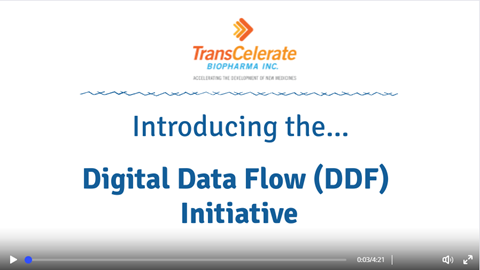 TransCelerate
BIOPHARMA INC.
ACCELERATING THE DEVELOPMENT OF NEW MEDICINES
Introducing the...
Digital Data Flow (DDF)
Initiative
0:03/4:21